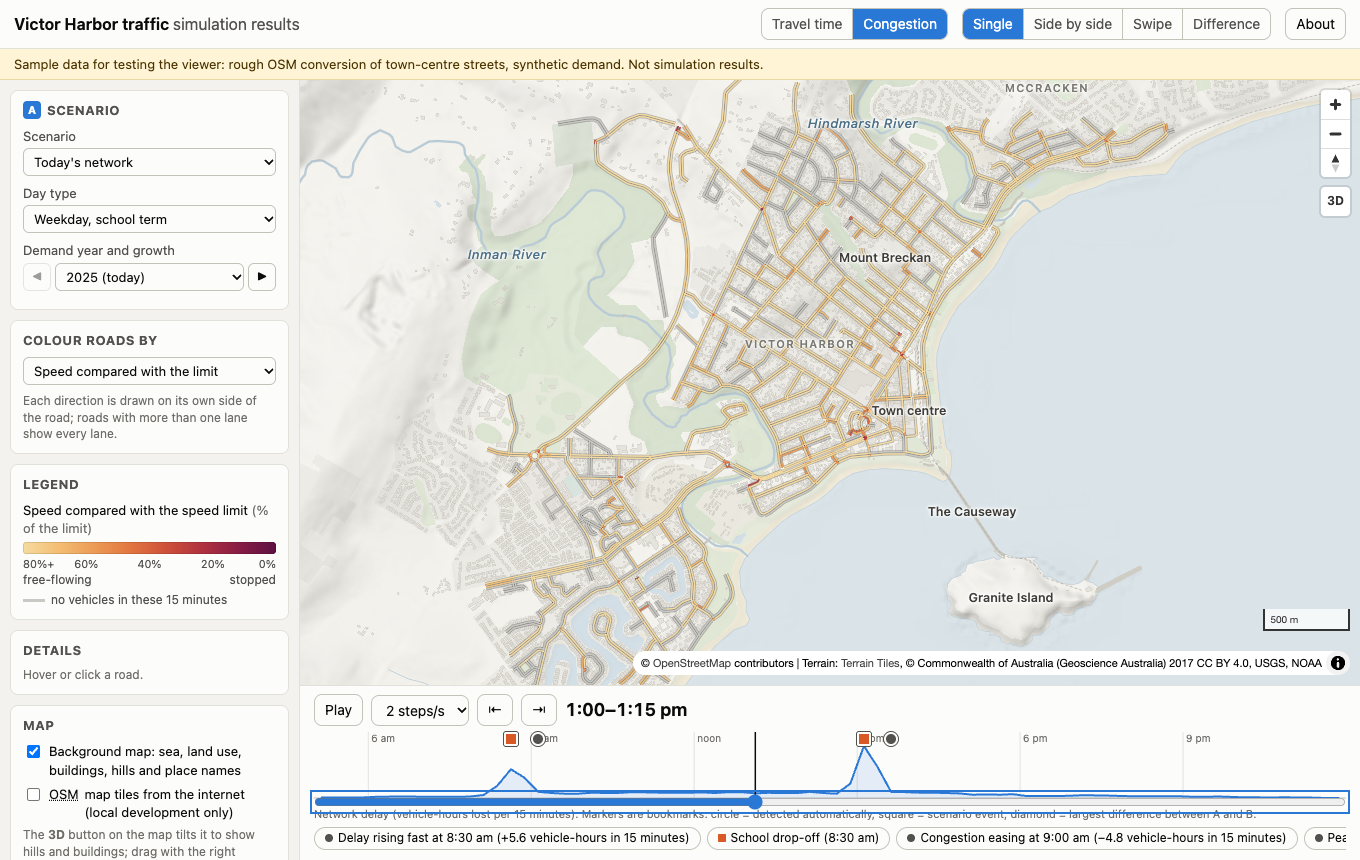 Victor Harbor traffic simulation results
Travel time
Congestion
Single
Side by side
Swipe
Difference
About
Sample data for testing the viewer: rough OSM conversion of town-centre streets, synthetic demand. Not simulation results.
A SCENARIO
Scenario
Today's network
Day type
Weekday, school term
Demand year and growth
2025 (today)
COLOUR ROADS BY
Speed compared with the limit
Each direction is drawn on its own side of
the road; roads with more than one lane
show every lane.
LEGEND
Speed compared with the speed limit (%
of the limit)
80%+ 60% 40% 20% 0%
free-flowing stopped
no vehicles in these 15 minutes
DETAILS
Hover or click a road.
MAP
Background map: sea, land use,
buildings, hills and place names
OSM map tiles from the internet
(local development only)
The 3D button on the map tilts it to show
hills and buildings; drag with the right
MCCRACKEN
Hindmarsh River
Inman River
Mount Breckan
VICTOR HARBOR
Town centre
The Causeway
Granite Island
3D
500 m
© OpenStreetMap contributors | Terrain: Terrain Tiles, © Commonwealth of Australia (Geoscience Australia) 2017 CC BY 4.0, USGS, NOAA
Play
2 steps/s
1:00–1:15 pm
6 am
noon
6 pm
9 pm
Network delay (vehicle-hours lost per 15 minutes). Markers are bookmarks: circle = detected automatically, square = scenario event, diamond = largest difference between A and B.
Delay rising fast at 8:30 am (+5.6 vehicle-hours in 15 minutes)
School drop-off (8:30 am)
Congestion easing at 9:00 am (−4.8 vehicle-hours in 15 minutes)